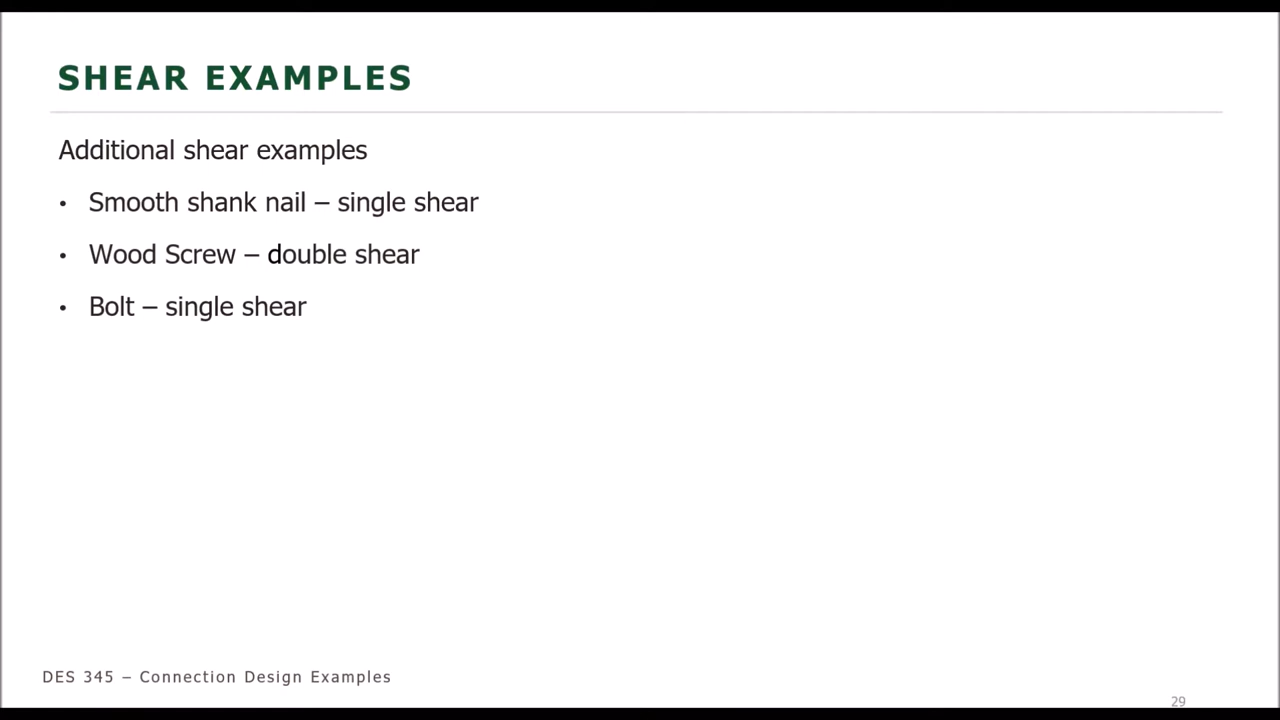 SHEAR EXAMPLES
Additional shear examples
• Smooth shank nail – single shear
• Wood Screw – double shear
• Bolt – single shear
DES 345 – Connection Design Examples
29